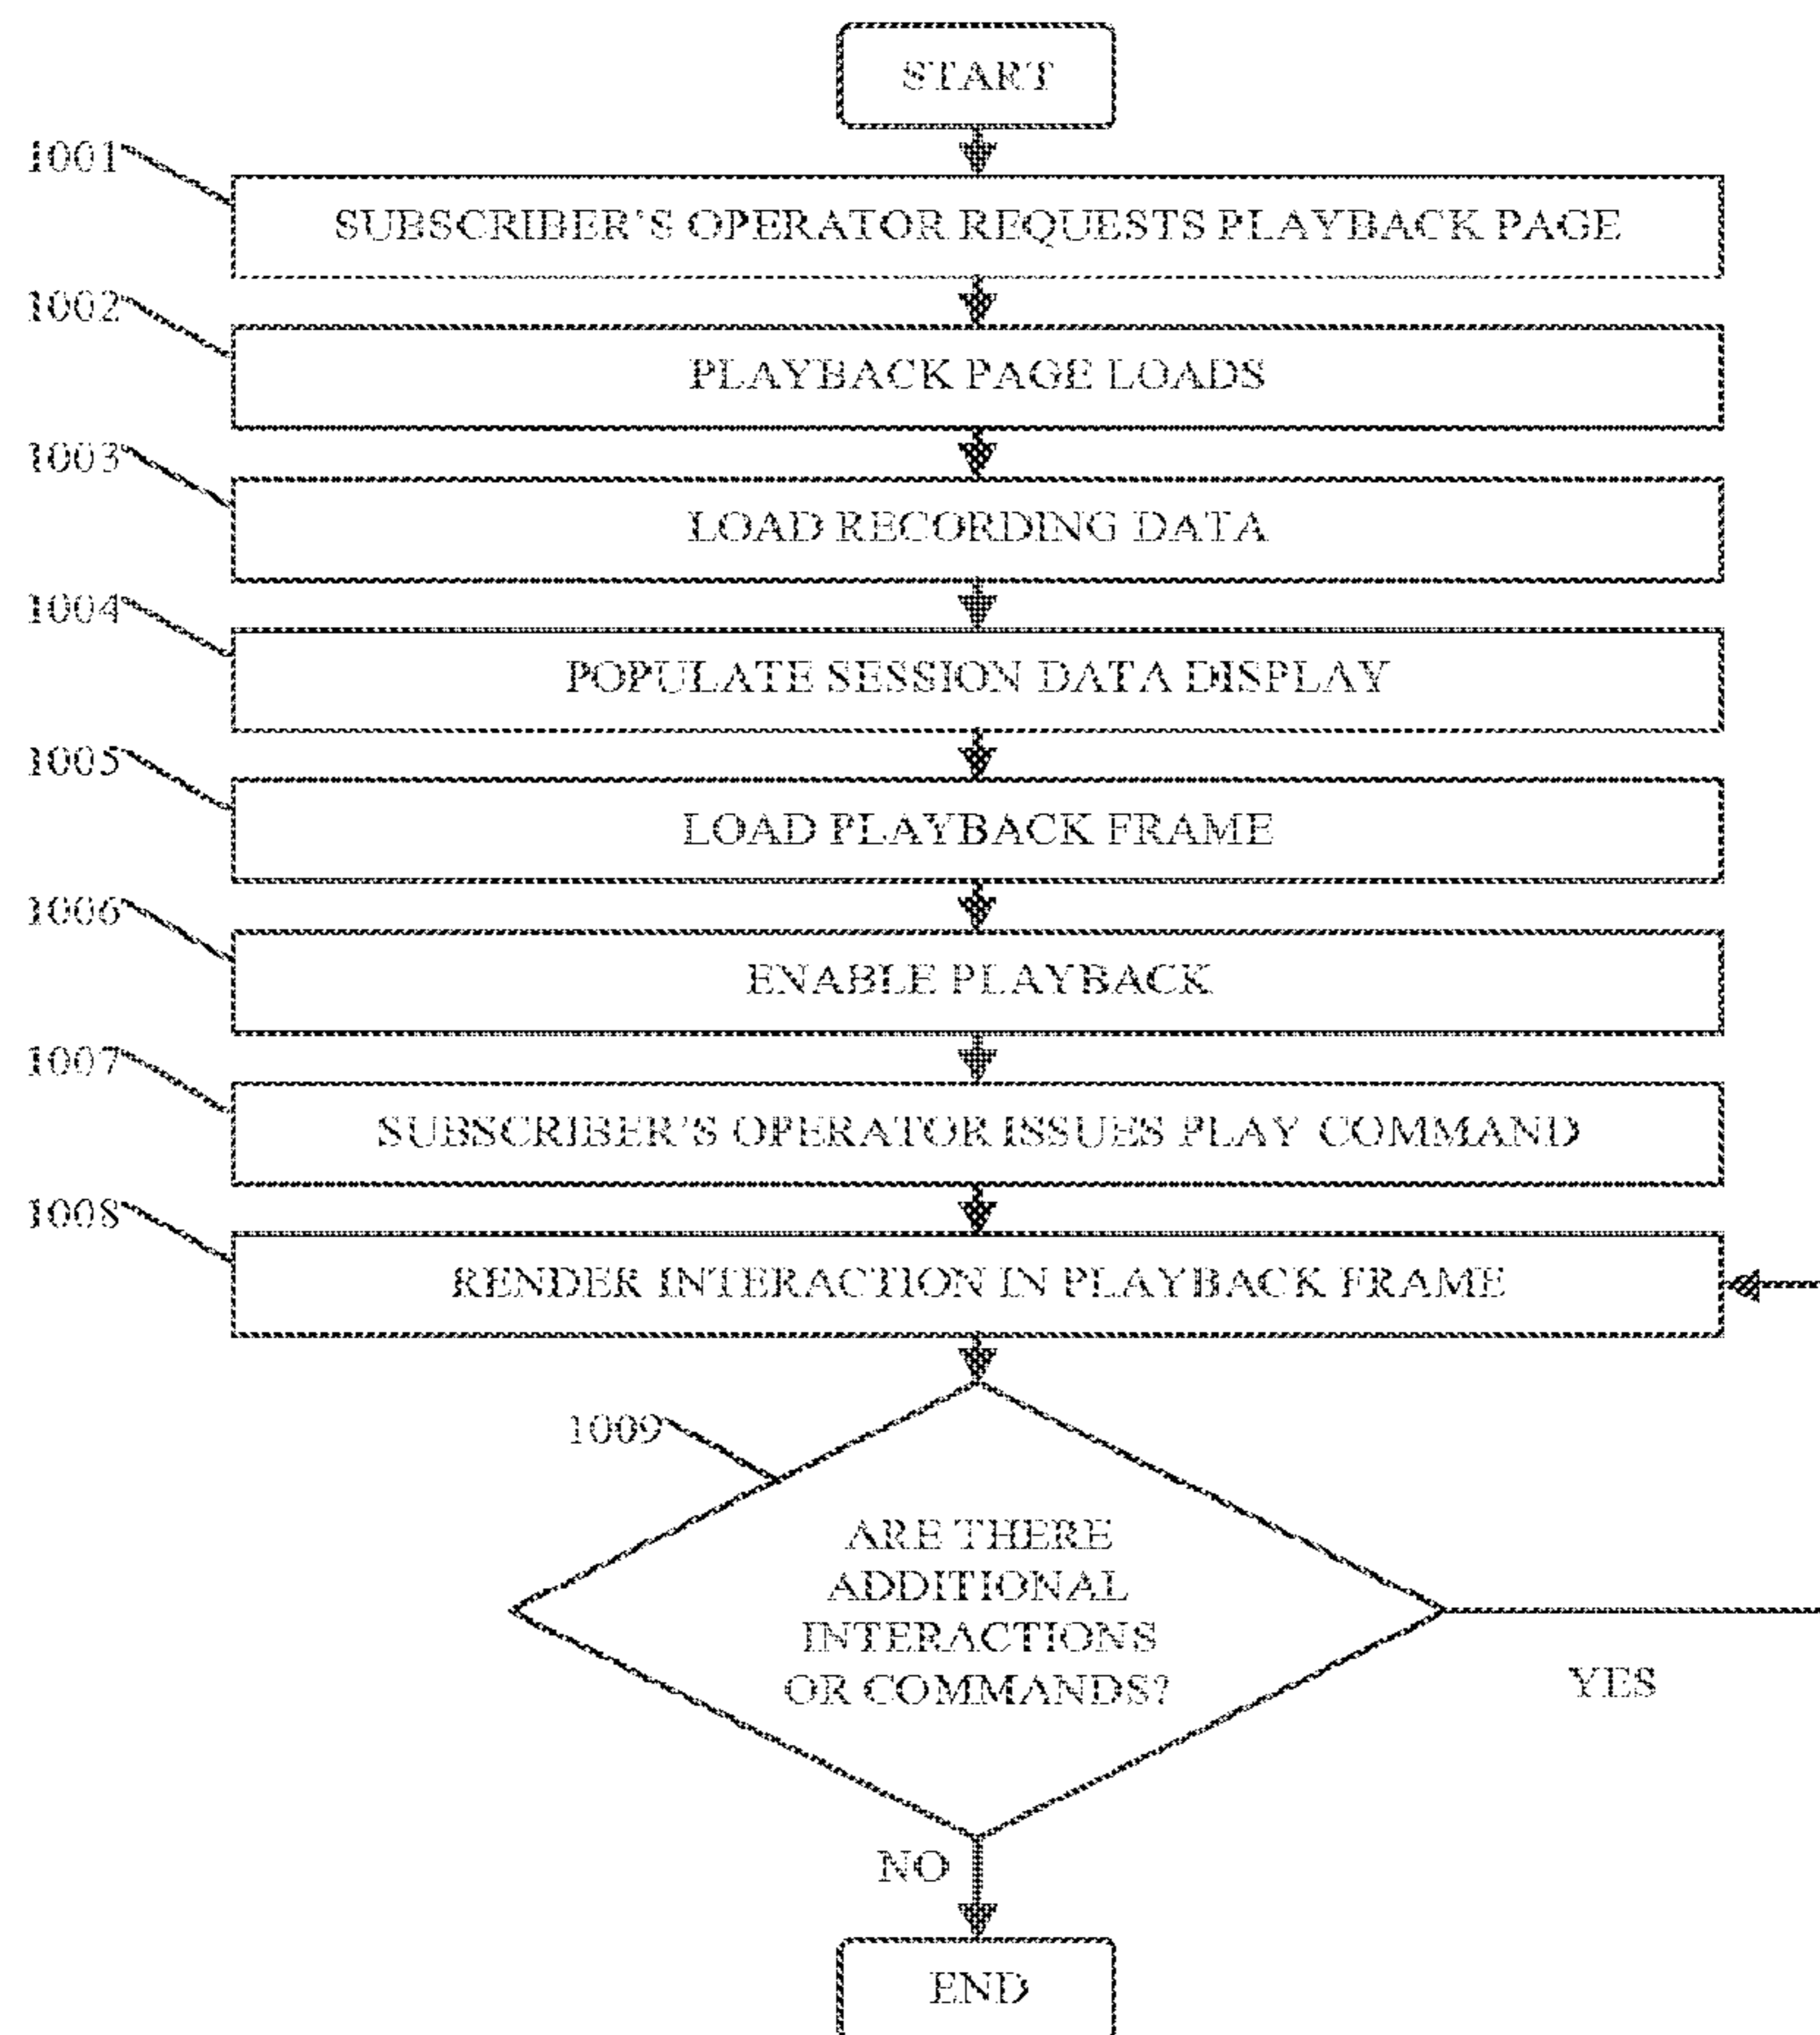 START
1001
SUBSCRIBER'S OPERATOR REQUESTS PLAYBACK PAGE
1002
PLAYBACK PAGE LOADS
1003
LOAD RECORDING DATA
1004
POPULATE SESSION DATA DISPLAY
1005
LOAD PLAYBACK FRAME
1006
ENABLE PLAYBACK
1007
SUBSCRIBER'S OPERATOR ISSUES PLAY COMMAND
1008
RENDER INTERACTION IN PLAYBACK FRAME
1009
ARE THERE
ADDITIONAL
INTERACTIONS
OR COMMANDS?
YES
NO
END